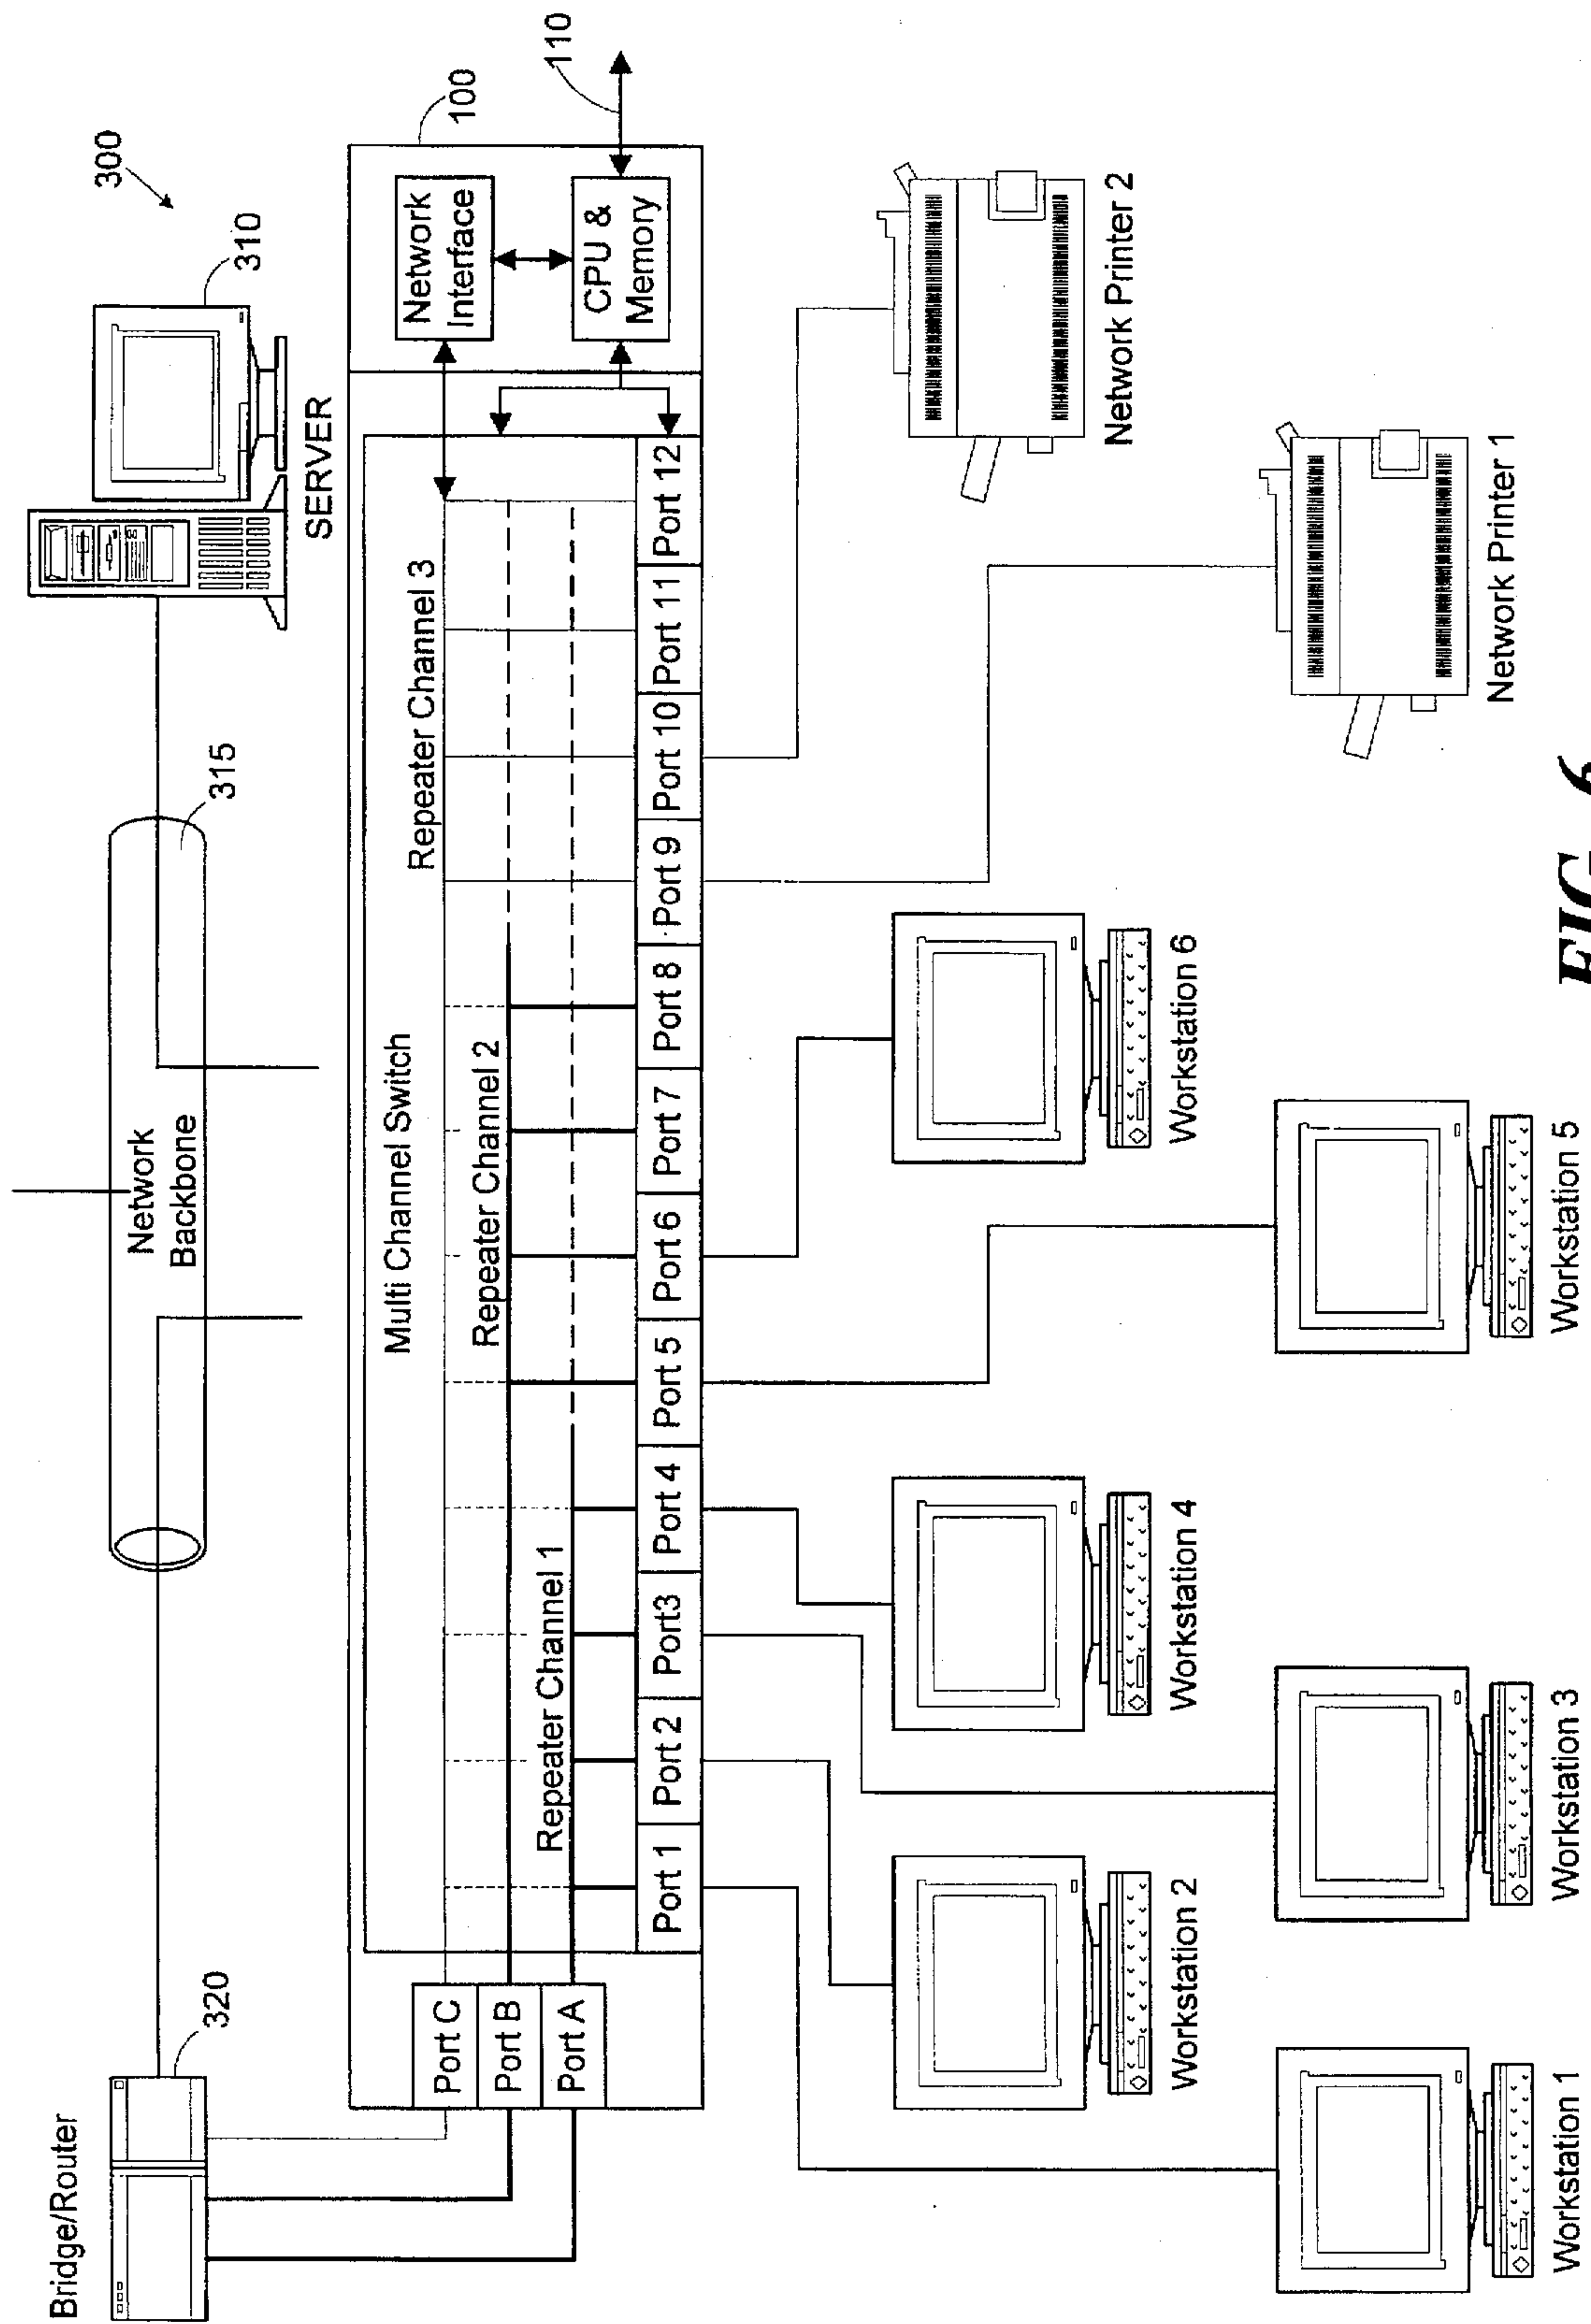 300
310
SERVER
315
Network
Backbone
Bridge/Router
320
100
110
Network
Interface
CPU &
Memory
Multi Channel Switch
Repeater Channel 3
Repeater Channel 2
Repeater Channel 1
Port C
Port B
Port A
Port 1
Port 2
Port3
Port 4
Port 5
Port 6
Port 7
Port 8
Port 9
Port 10
Port 11
Port 12
Workstation 2
Workstation 4
Workstation 6
Network Printer 2
Workstation 1
Workstation 3
Workstation 5
Network Printer 1
FIG. 6